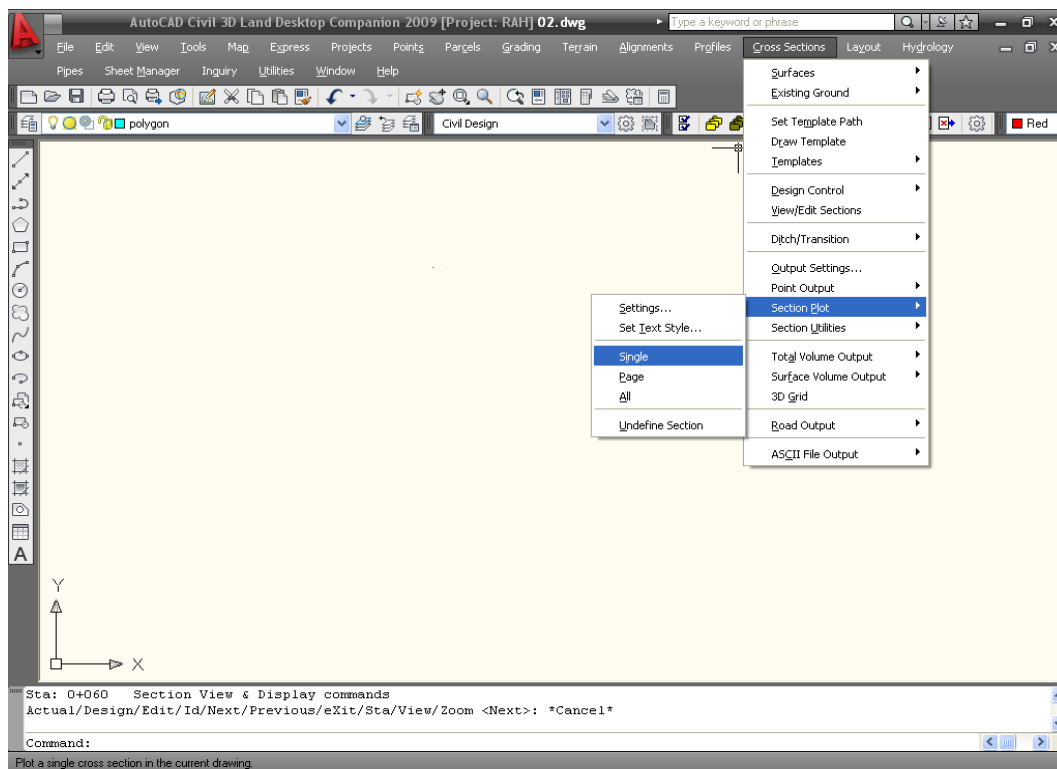 AutoCAD Civil 3D Land Desktop Companion 2009 [Project: RAH] 02.dwg Type a keyword or phrase
File Edit View Tools Map Express Projects Points Parcels Grading Terrain Alignments Profiles Cross Sections Layout Hydrology
Pipes Sheet Manager Inquiry Utilities Window Help
polygon Civil Design Red
Surfaces
Existing Ground
Set Template Path
Draw Template
Templates
Design Control
View/Edit Sections
Ditch/Transition
Output Settings...
Point Output
Section Plot
Section Utilities
Total Volume Output
Surface Volume Output
3D Grid
Road Output
ASCII File Output
Settings...
Set Text Style...
Single
Page
All
Undefine Section
A
Y
X
Sta: 0+060 Section View & Display commands
Actual/Design/Edit/Id/Next/Previous/eXit/Sta/View/Zoom <Next>: *Cancel*
Command:
Plot a single cross section in the current drawing.